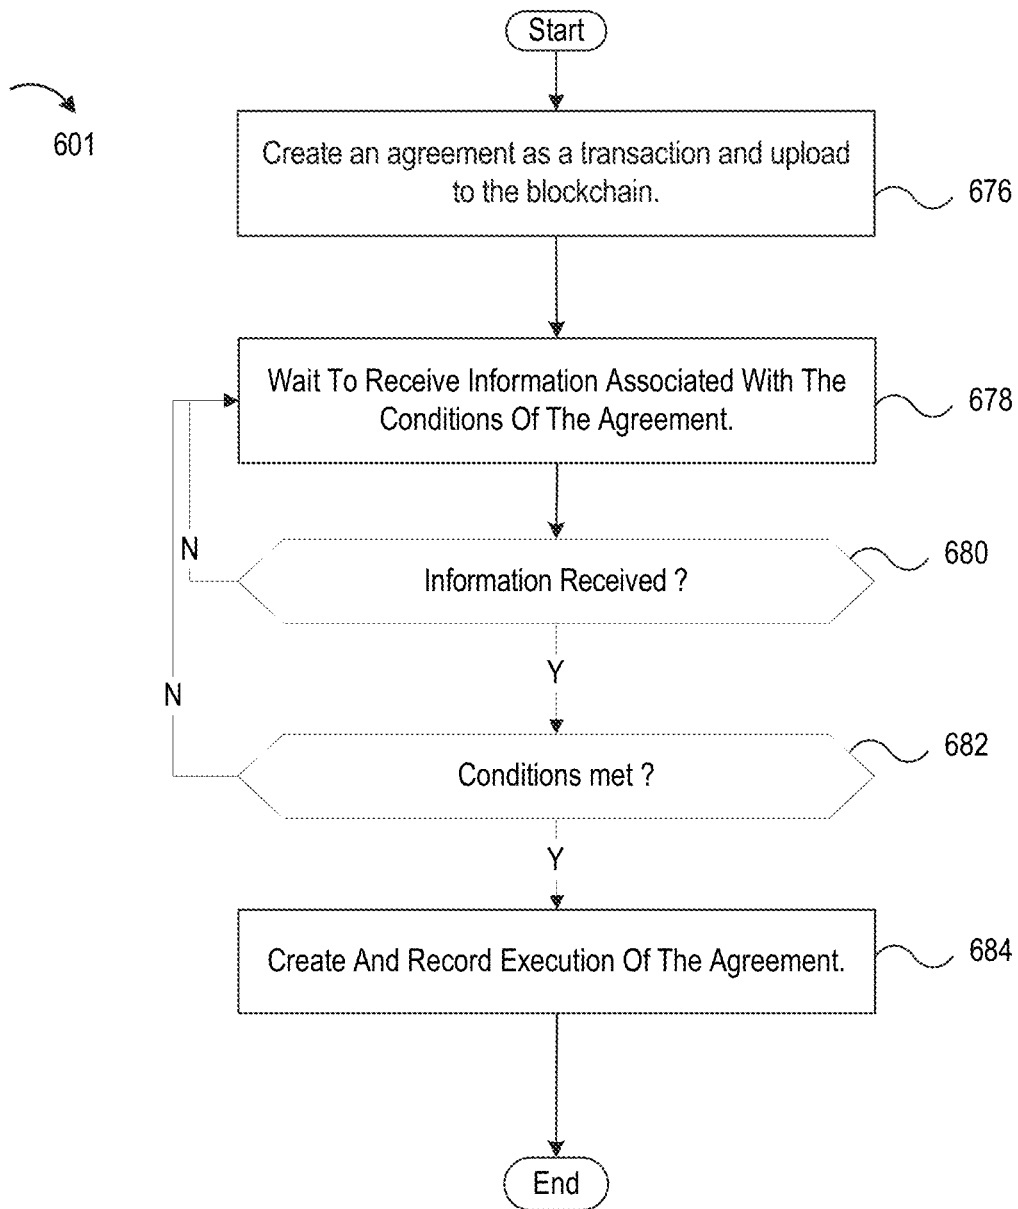 Start
601
Create an agreement as a transaction and upload
to the blockchain.
676
Wait To Receive Information Associated With The
Conditions Of The Agreement.
678
N
Information Received ?
680
Y
N
Conditions met ?
682
Y
Create And Record Execution Of The Agreement.
684
End